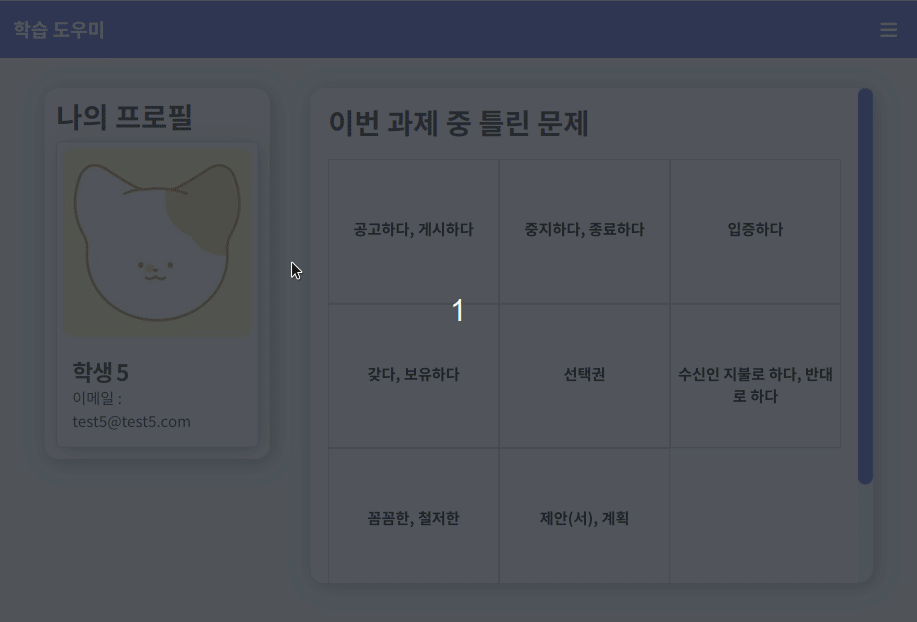 학습 도우미
나의 프로필
학생 5
이메일 :
test5@test5.com
이번 과제 중 틀린 문제
공고하다, 게시하다
중지하다, 종료하다
입증하다
1
갖다, 보유하다
선택권
수신인 지불로 하다, 반대
로 하다
꼼꼼한, 철저한
제안(서), 계획